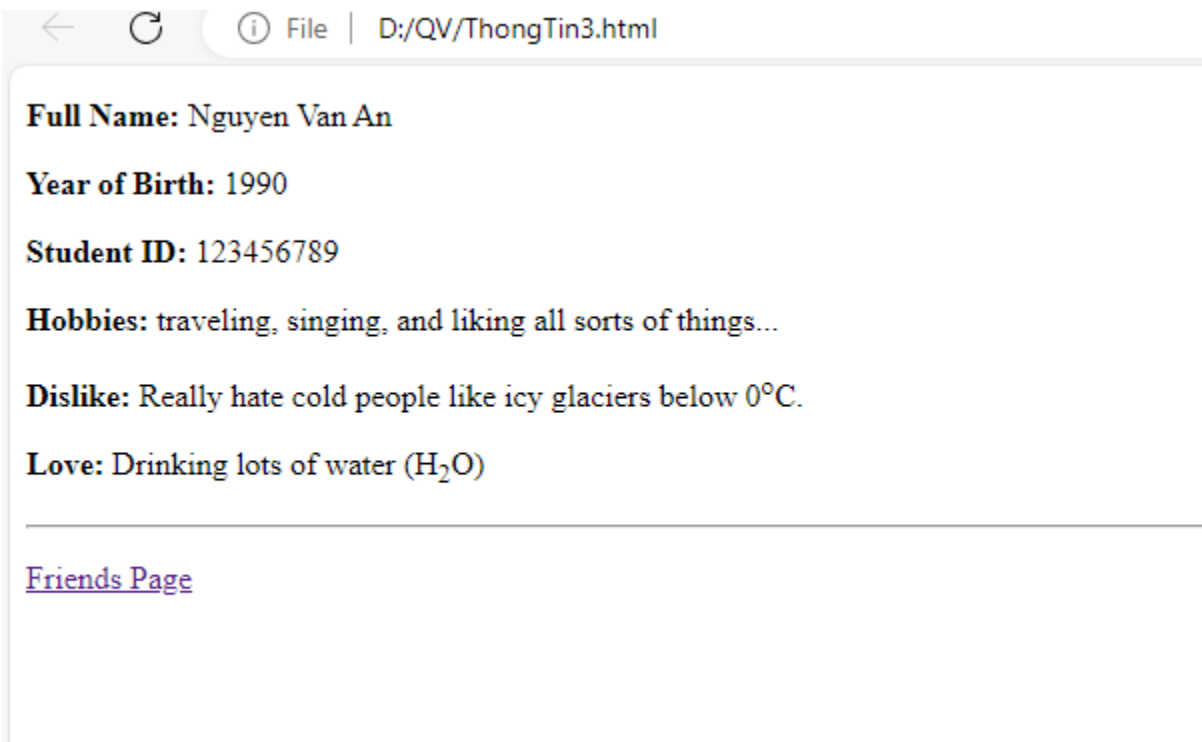 File | D:/QV/ThongTin3.html
Full Name: Nguyen Van An
Year of Birth: 1990
Student ID: 123456789
Hobbies: traveling, singing, and liking all sorts of things...
Dislike: Really hate cold people like icy glaciers below 0°C.
Love: Drinking lots of water (H₂O)
Friends Page